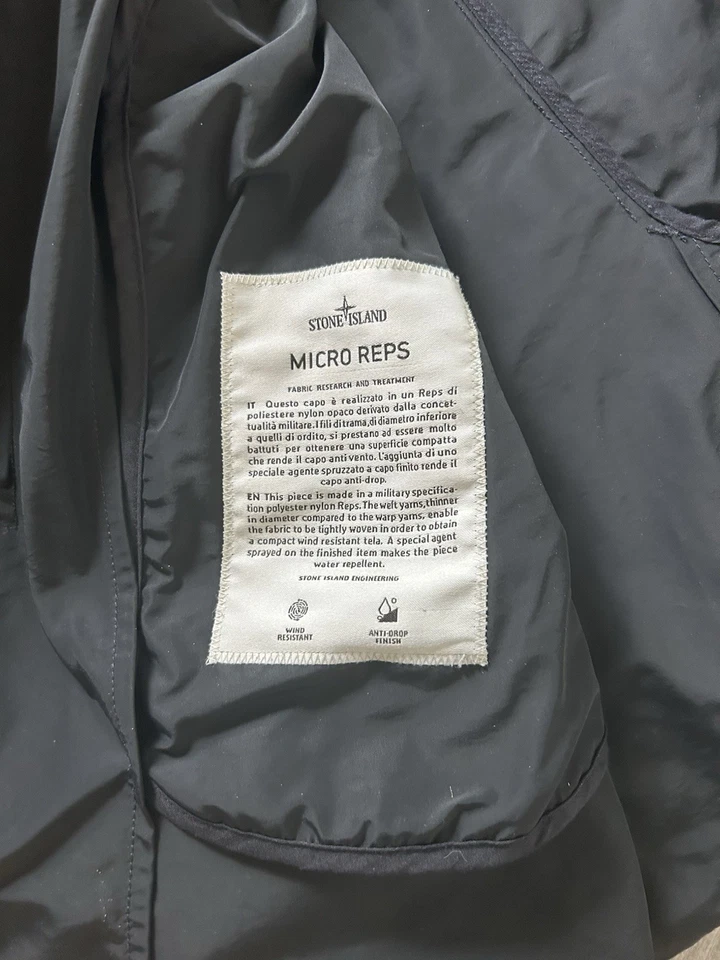 STONE ISLAND
MICRO REPS
FABRIC RESEARCH AND TREATMENT
IT Questo capo è realizzato in un Reps di
poliestere nylon opaco derivato dalla concet-
tualità militare. I fili di trama, di diametro inferiore
a quelli di ordito, si prestano ad essere molto
battuti per ottenere una superficie compatta
che rende il capo anti vento. L'aggiunta di uno
speciale agente spruzzato a capo finito rende il
capo anti-drop.
EN This piece is made in a military specifica-
tion polyester nylon Reps. The welt yarns, thinner
in diameter compared to the warp yarns, enable
the fabric to be tightly woven in order to obtain
a compact wind resistant tela. A special agent
sprayed on the finished item makes the piece
water repellent.
STONE ISLAND ENGINEERING
WIND
RESISTANT
ANTI-DROP
FINISH